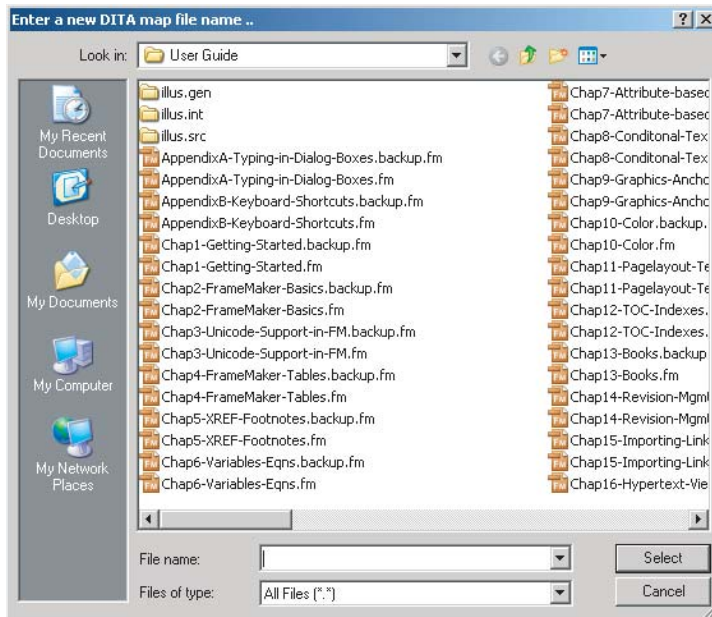 Enter a new DITA map file name ..
Look in:
User Guide
My Recent
Documents
Desktop
My Documents
My Computer
My Network
Places
illus.gen
illus.int
illus.src
AppendixA-Typing-in-Dialog-Boxes.backup.fm
AppendixA-Typing-in-Dialog-Boxes.fm
AppendixB-Keyboard-Shortcuts.backup.fm
AppendixB-Keyboard-Shortcuts.fm
Chap1-Getting-Started.backup.fm
Chap1-Getting-Started.fm
Chap2-FrameMaker-Basics.backup.fm
Chap2-FrameMaker-Basics.fm
Chap3-Unicode-Support-in-FM.backup.fm
Chap3-Unicode-Support-in-FM.fm
Chap4-FrameMaker-Tables.backup.fm
Chap4-FrameMaker-Tables.fm
Chap5-XREF-Footnotes.backup.fm
Chap5-XREF-Footnotes.fm
Chap6-Variables-Eqns.backup.fm
Chap6-Variables-Eqns.fm
Chap7-Attribute-based
Chap7-Attribute-based
Chap8-Conditonal-Tex
Chap8-Conditonal-Tex
Chap9-Graphics-Ancho
Chap9-Graphics-Ancho
Chap10-Color.backup.
Chap10-Color.fm
Chap11-Pagelayout-Te
Chap11-Pagelayout-Te
Chap12-TOC-Indexes.
Chap12-TOC-Indexes.
Chap13-Books.backup
Chap13-Books.fm
Chap14-Revision-Mgml
Chap14-Revision-Mgml
Chap15-Importing-Link
Chap15-Importing-Link
Chap16-Hypertext-Vie
File name:
Select
Files of type:
All Files (*.*)
Cancel